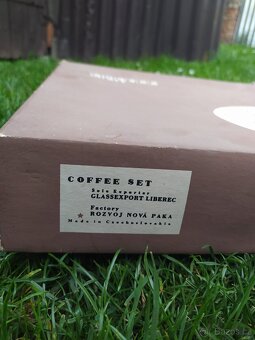 COFFEE SET
Sole Exporter
GLASSEXPORT LIBEREC
Factory
ROZVOJ NOVÁ PAKA
Made in Czechoslovakia